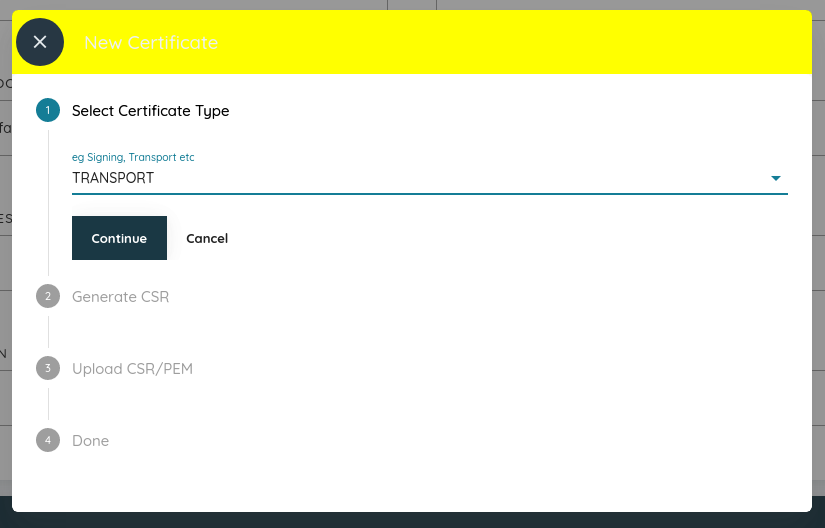 New Certificate
1 Select Certificate Type
eg Signing, Transport etc
TRANSPORT
Continue Cancel
2 Generate CSR
3 Upload CSR/PEM
4 Done